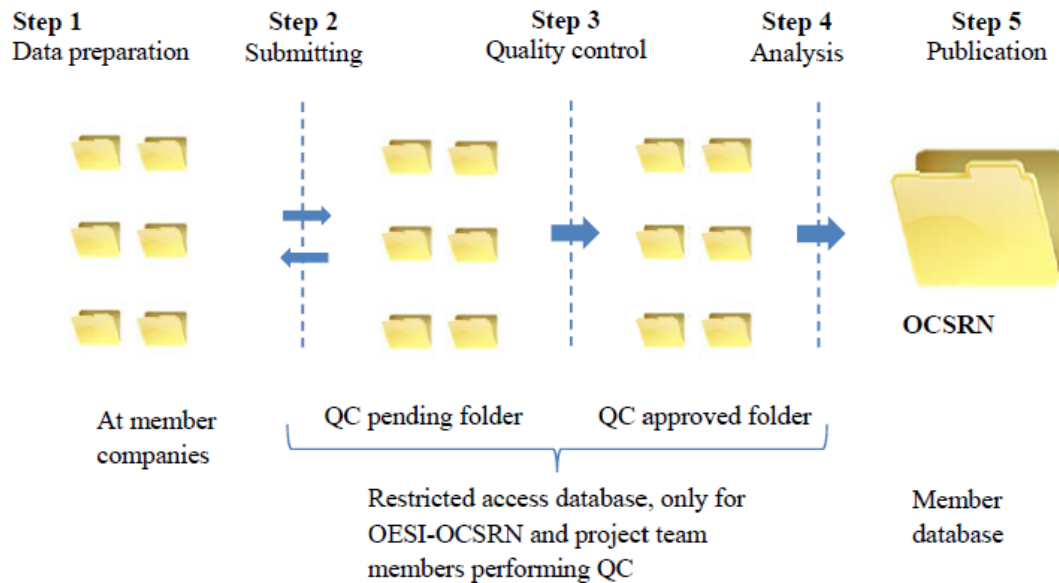 Step 1
Data preparation
Step 2
Submitting
Step 3
Quality control
Step 4
Analysis
Step 5
Publication
OCSRN
At member
companies
QC pending folder
QC approved folder
Restricted access database, only for
OESI-OCSRN and project team
members performing QC
Member
database